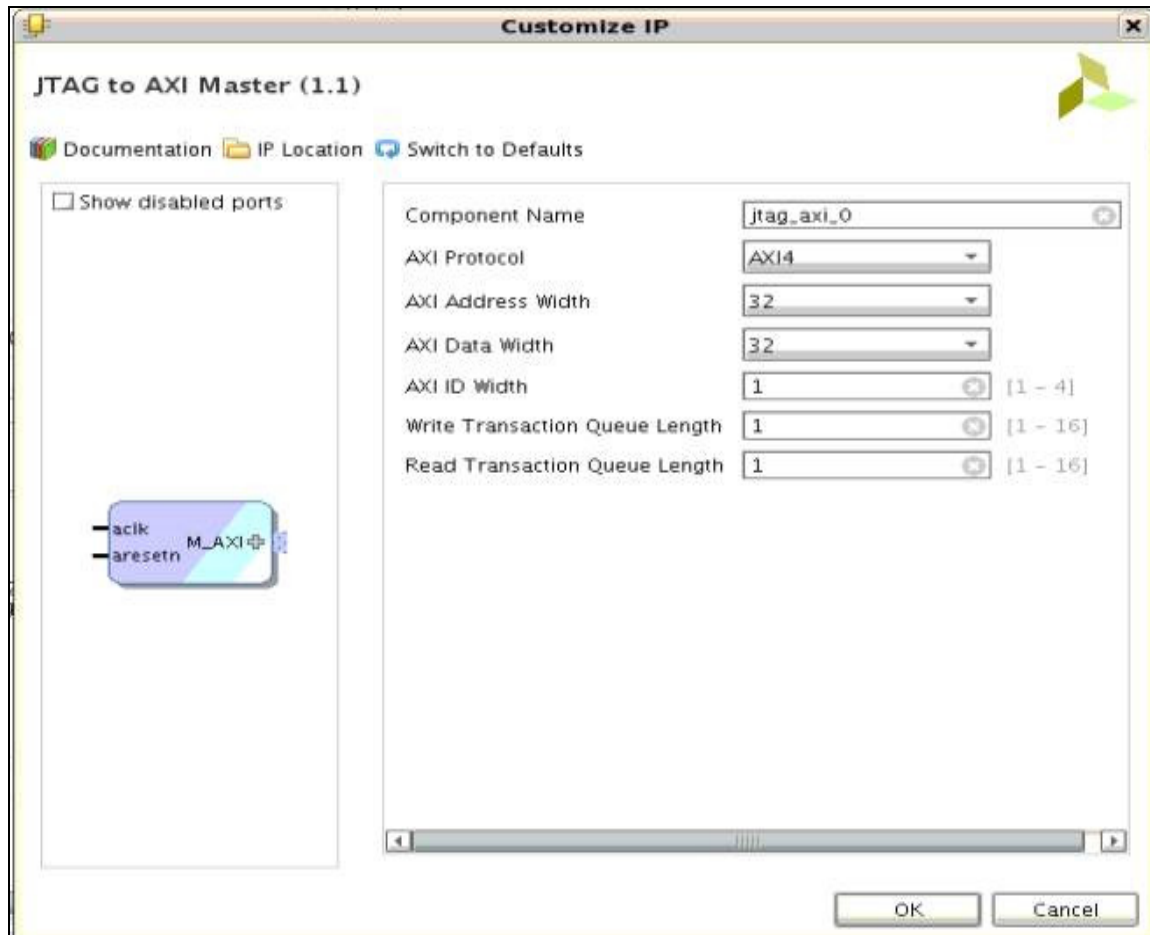 Customize IP
JTAG to AXI Master (1.1)
Documentation IP Location Switch to Defaults
Show disabled ports
aclk
aresetn
M_AXI
Component Name jtag_axi_0
AXI Protocol AXI4
AXI Address Width 32
AXI Data Width 32
AXI ID Width 1 [1 - 4]
Write Transaction Queue Length 1 [1 - 16]
Read Transaction Queue Length 1 [1 - 16]
OK Cancel